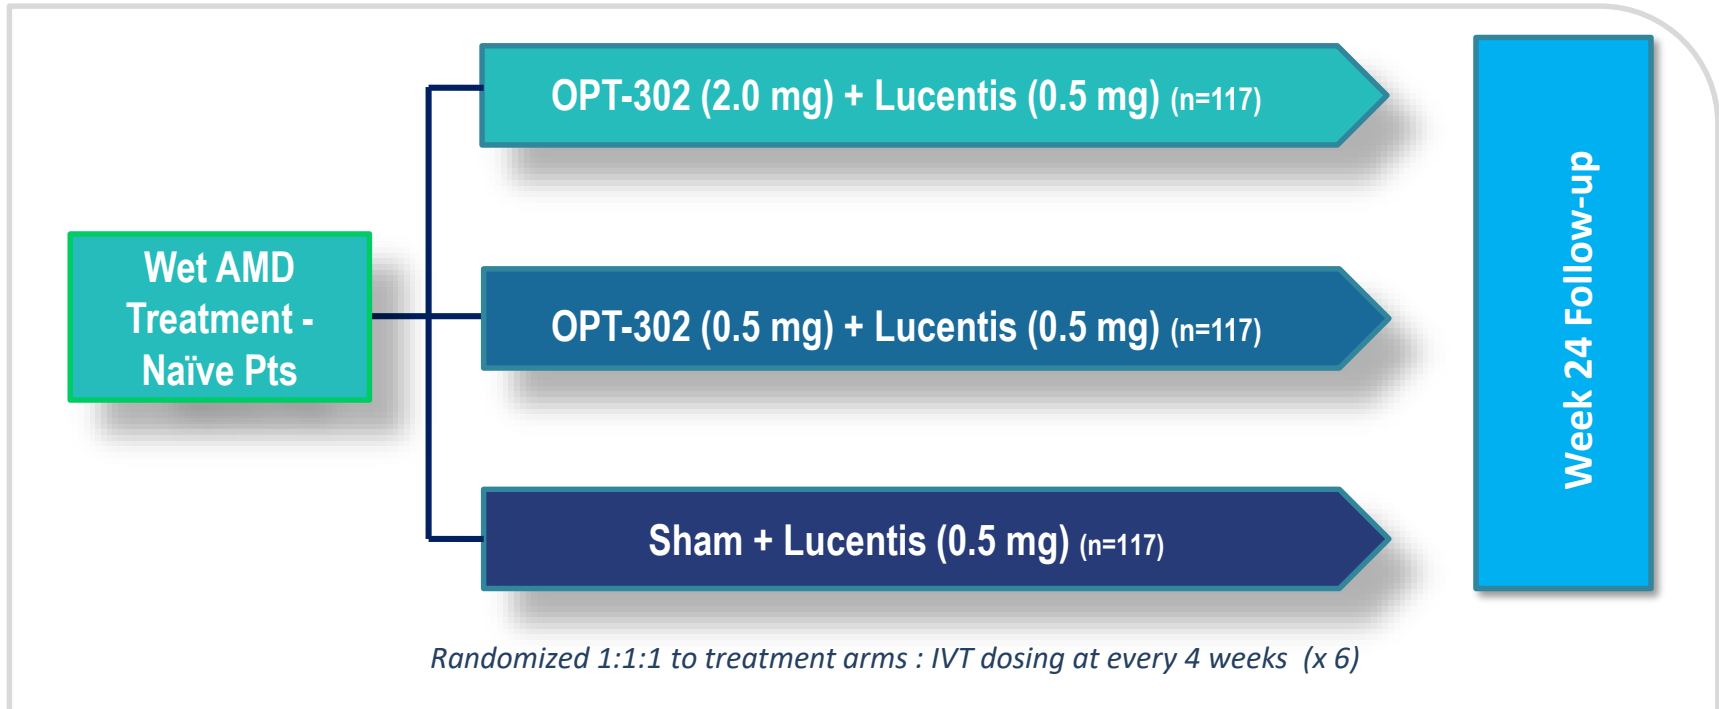 OPT-302 (2.0 mg) + Lucentis (0.5 mg) (n=117)
Wet AMD
Treatment -
Naïve Pts
OPT-302 (0.5 mg) + Lucentis (0.5 mg) (n=117)
Sham + Lucentis (0.5 mg) (n=117)
Week 24 Follow-up
Randomized 1:1:1 to treatment arms : IVT dosing at every 4 weeks (x 6)